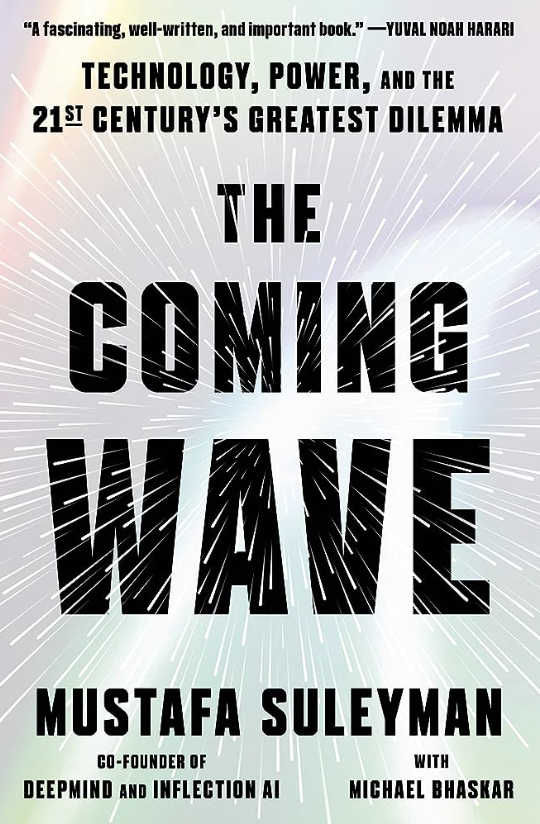 “A fascinating, well-written, and important book.” —YUVAL NOAH HARARI
TECHNOLOGY, POWER, AND THE
21ST CENTURY’S GREATEST DILEMMA
THE
COMING
WAVE
MUSTAFA SULEYMAN
CO-FOUNDER OF
DEEPMIND AND INFLECTION AI
WITH
MICHAEL BHASKAR